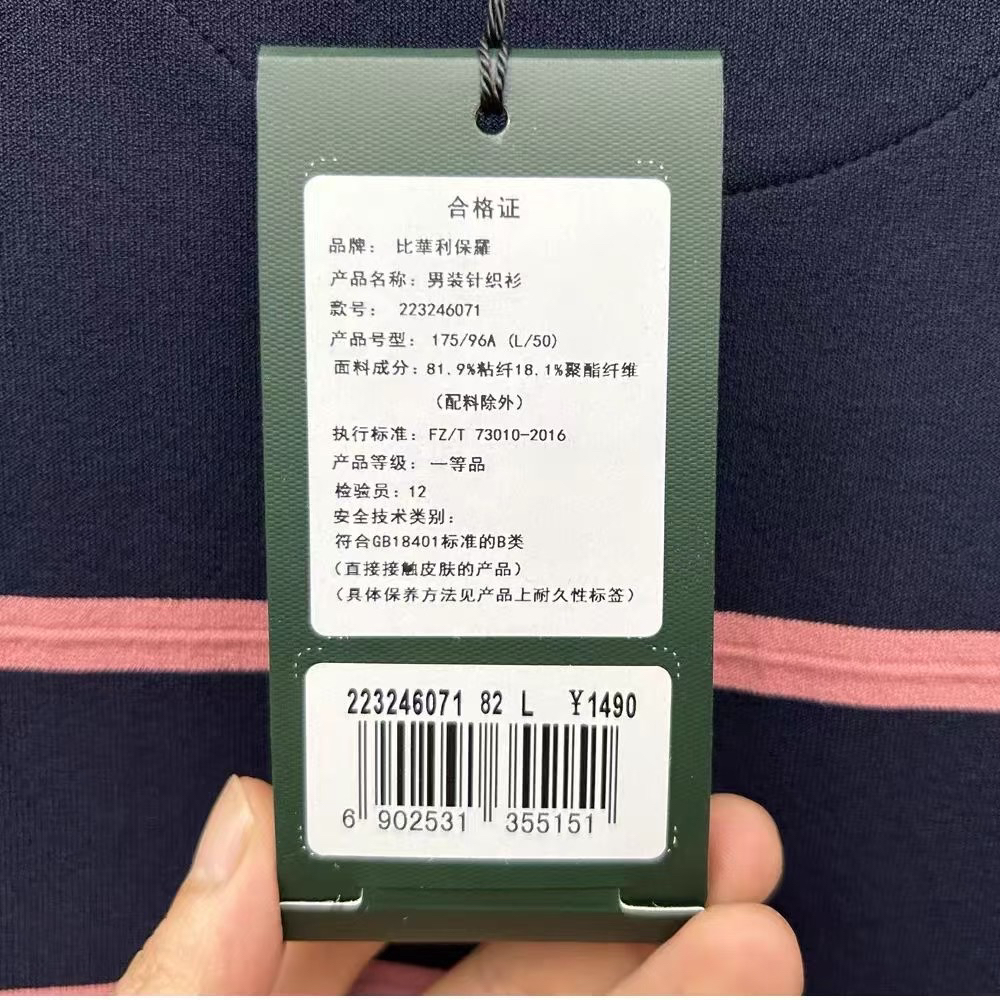 合格证
品牌： 比華利保羅
产品名称：男装针织衫
款号： 223246071
产品号型： 175/96A (L/50)
面料成分：81.9%粘纤18.1%聚酯纤维
（配料除外）
执行标准：FZ/T 73010-2016
产品等级：一等品
检验员：12
安全技术类别：
符合GB18401标准的B类
（直接接触皮肤的产品）
（具体保养方法见产品上耐久性标签）
223246071 82 L ¥1490
6 902531 355151